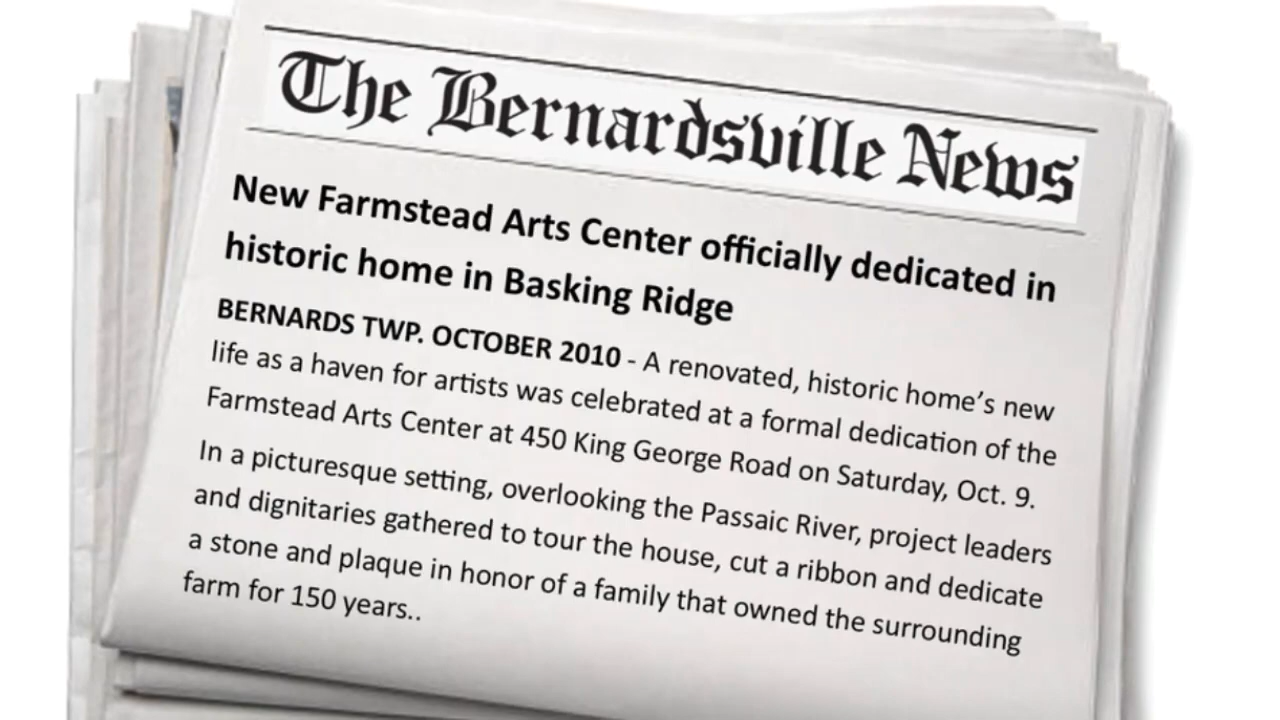 The Bernardsville News
New Farmstead Arts Center officially dedicated in
historic home in Basking Ridge
BERNARDS TWP. OCTOBER 2010 - A renovated, historic home’s new
life as a haven for artists was celebrated at a formal dedication of the
Farmstead Arts Center at 450 King George Road on Saturday, Oct. 9.
In a picturesque setting, overlooking the Passaic River, project leaders
and dignitaries gathered to tour the house, cut a ribbon and dedicate
a stone and plaque in honor of a family that owned the surrounding
farm for 150 years..